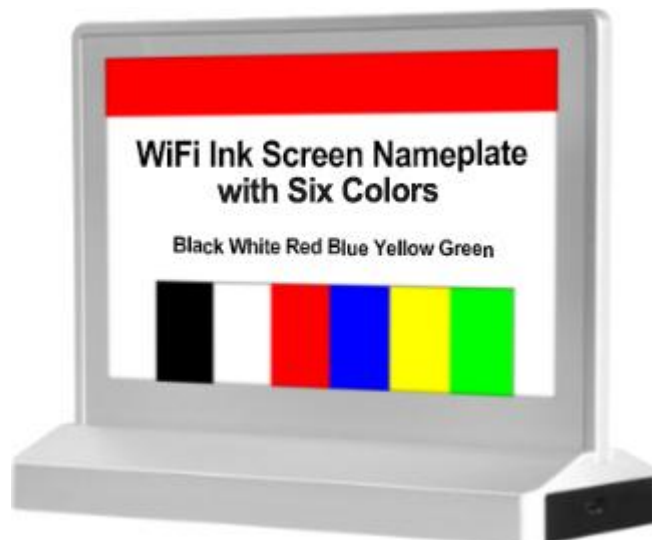 WiFi Ink Screen Nameplate
with Six Colors
Black White Red Blue Yellow Green